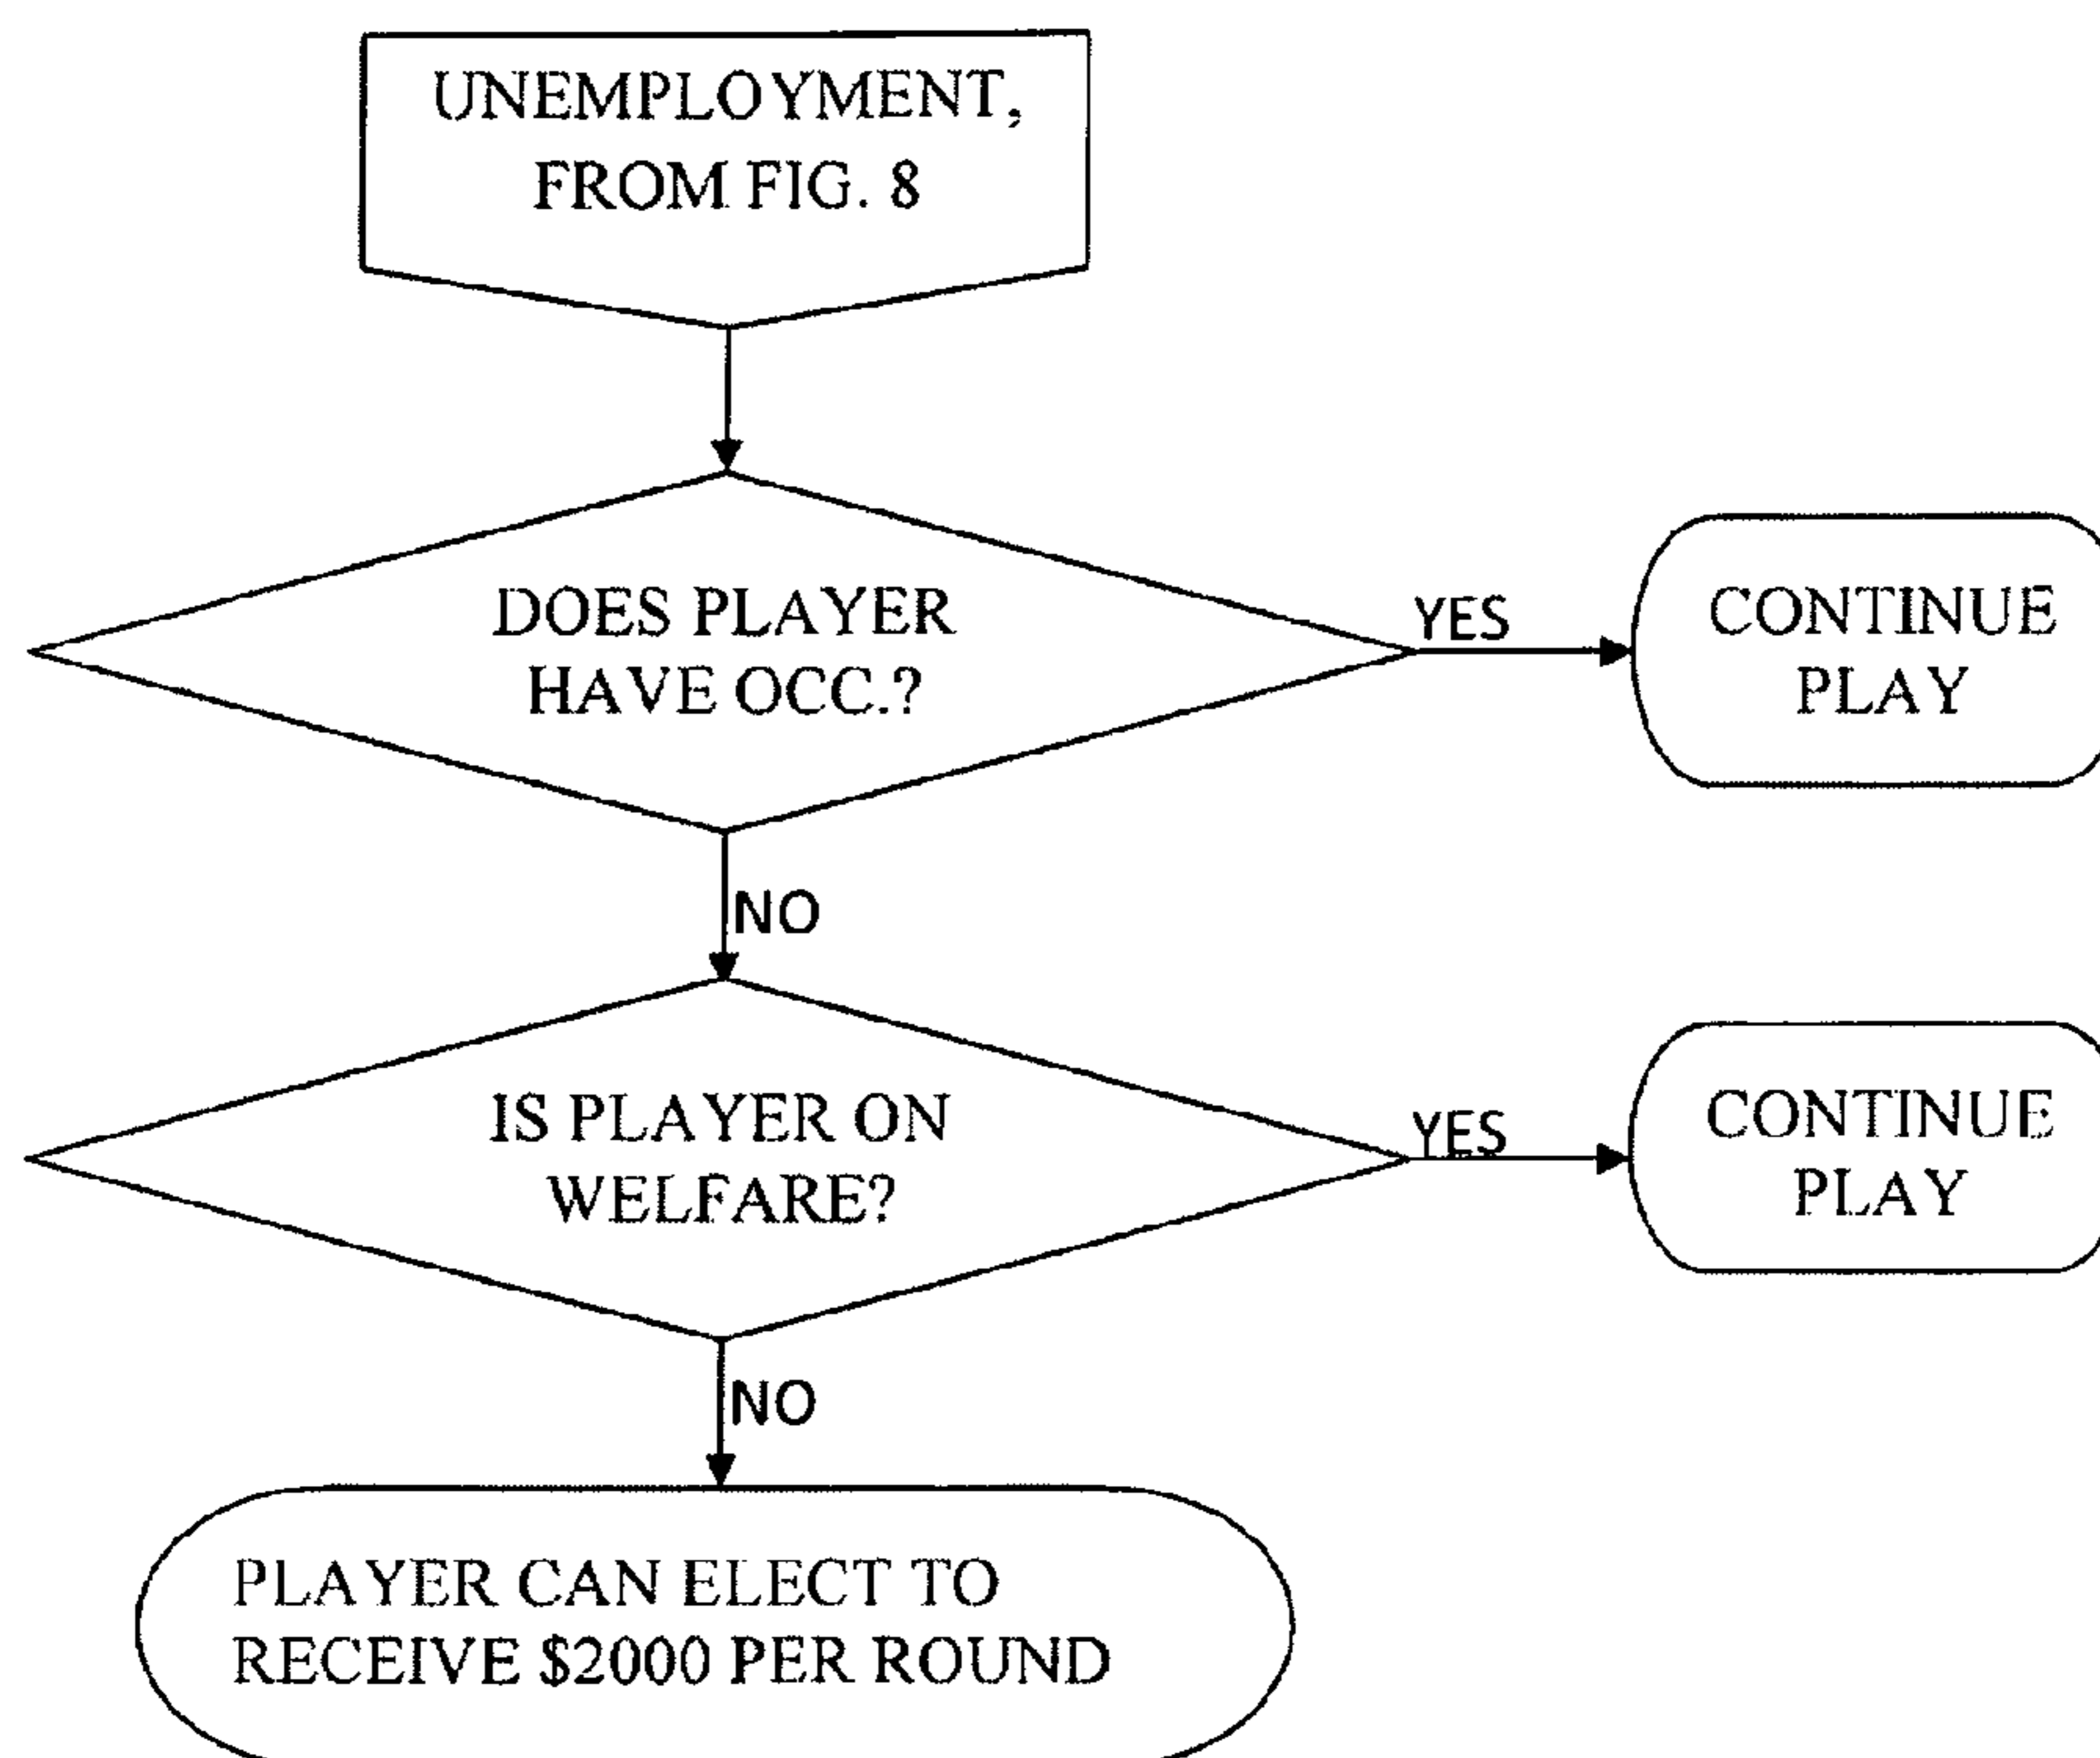 UNEMPLOYMENT,
FROM FIG. 8
DOES PLAYER
HAVE OCC.?
YES
CONTINUE
PLAY
NO
IS PLAYER ON
WELFARE?
YES
CONTINUE
PLAY
NO
PLAYER CAN ELECT TO
RECEIVE $2000 PER ROUND